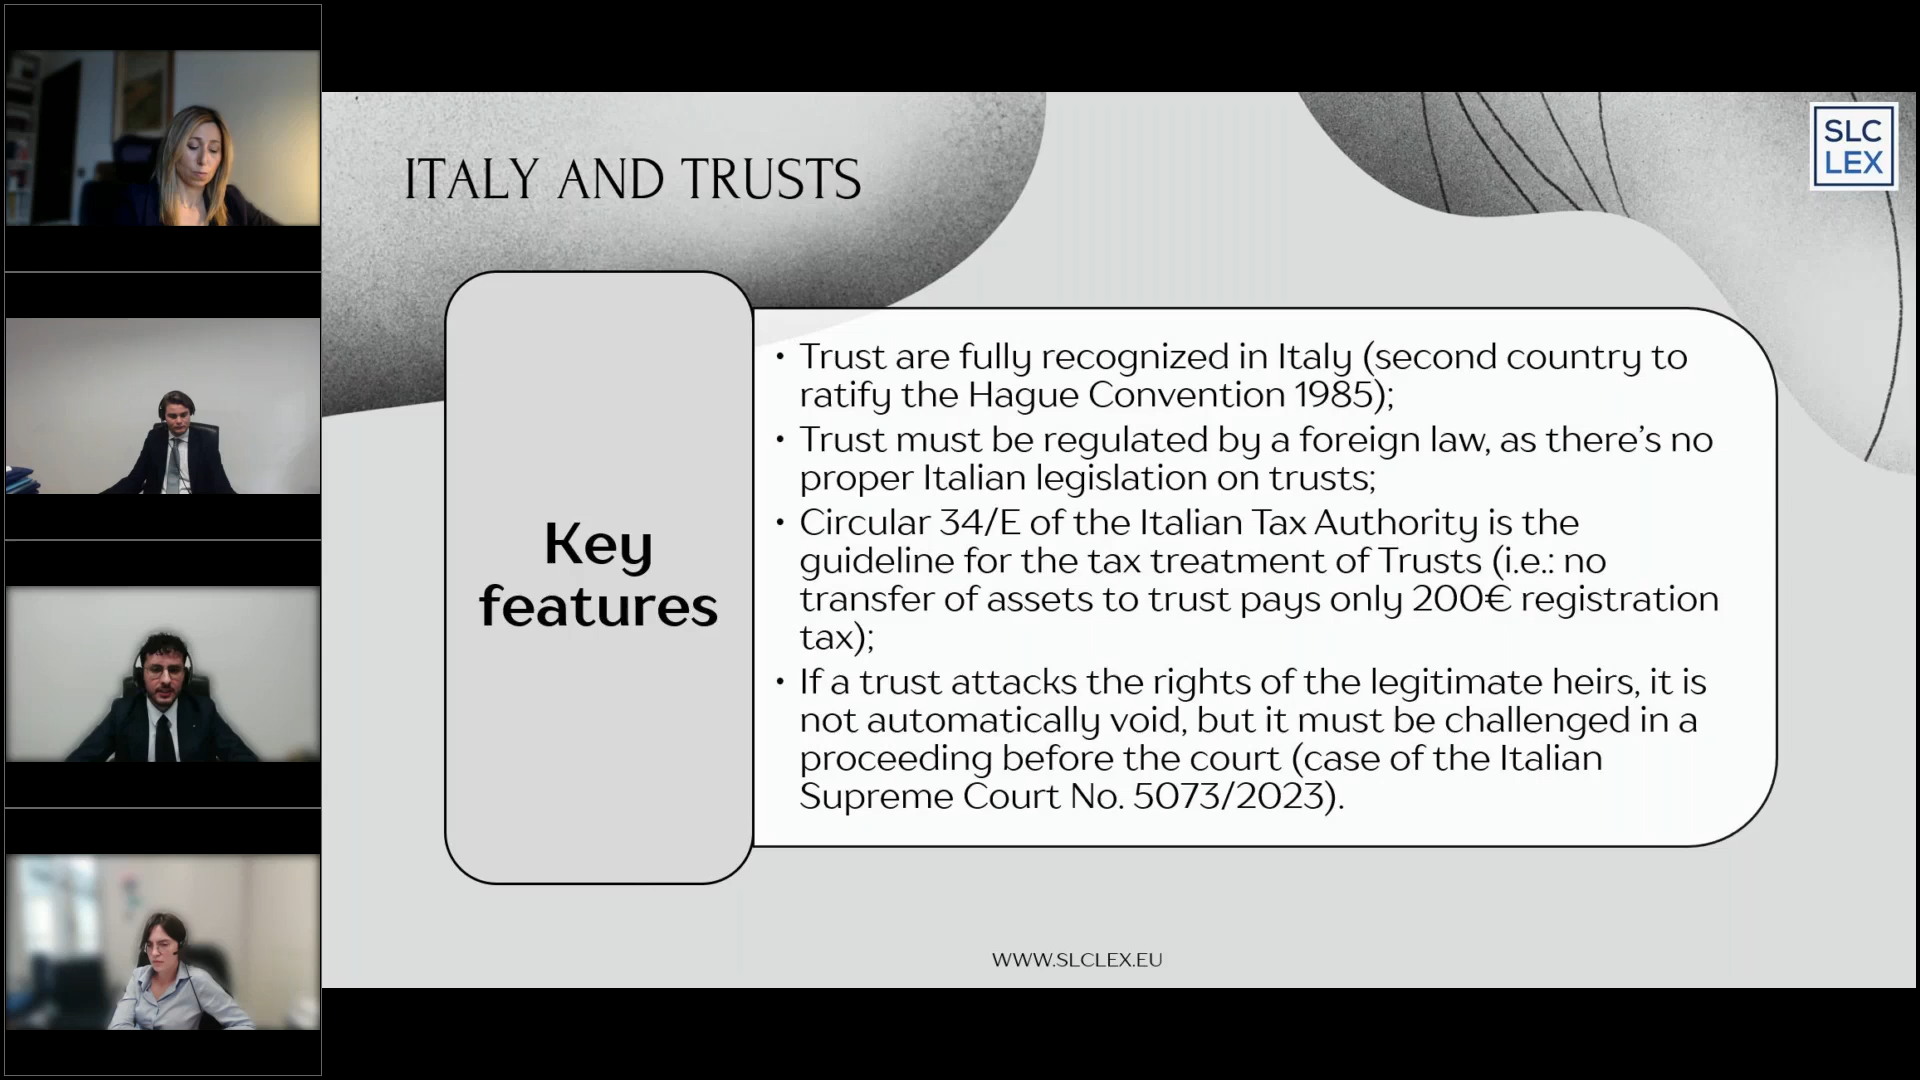 SLC
LEX
ITALY AND TRUSTS
Key
features
• Trust are fully recognized in Italy (second country to
ratify the Hague Convention 1985);
• Trust must be regulated by a foreign law, as there's no
proper Italian legislation on trusts;
• Circular 34/E of the Italian Tax Authority is the
guideline for the tax treatment of Trusts (i.e.: no
transfer of assets to trust pays only 200€ registration
tax);
• If a trust attacks the rights of the legitimate heirs, it is
not automatically void, but it must be challenged in a
proceeding before the court (case of the Italian
Supreme Court No. 5073/2023).
WWW.SLCLEX.EU